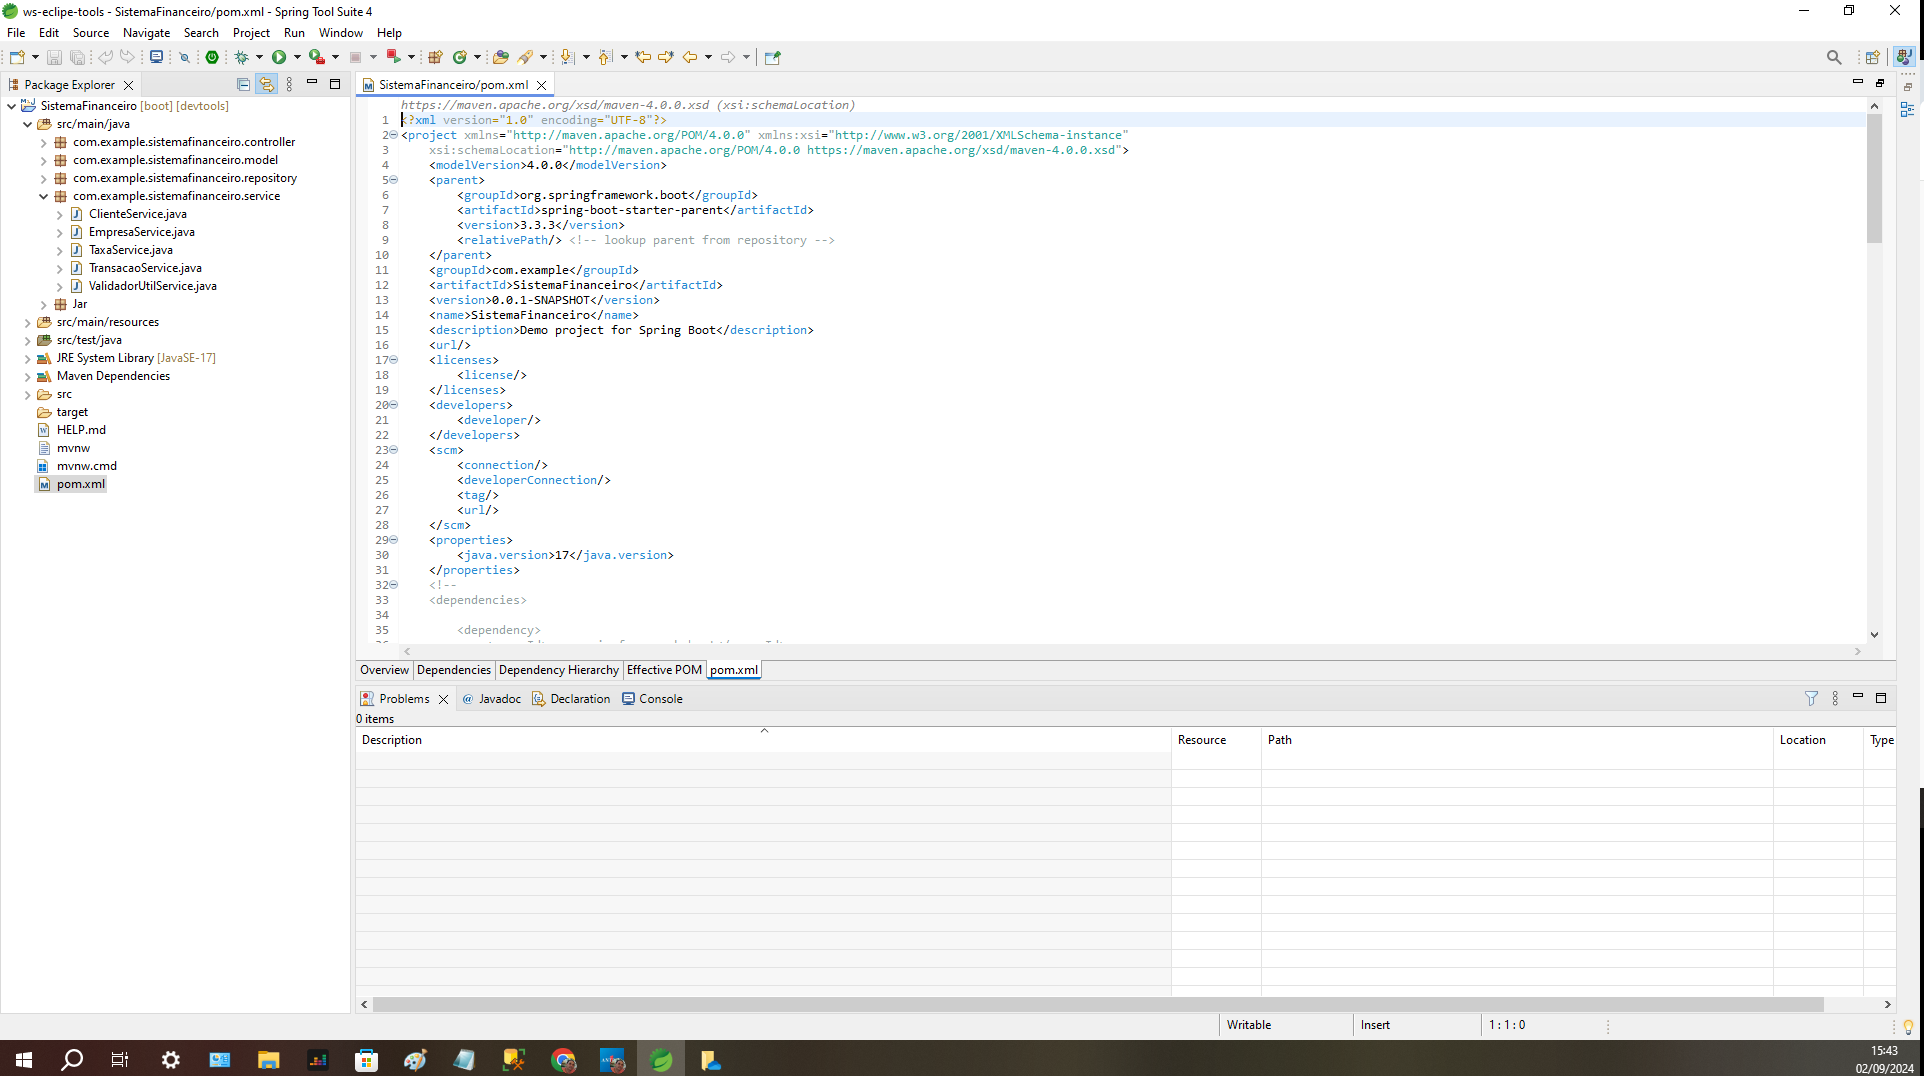 ws-eclipe-tools - SistemaFinanceiro/pom.xml - Spring Tool Suite 4
File Edit Source Navigate Search Project Run Window Help
Package Explorer
SistemaFinanceiro [boot] [devtools]
src/main/java
com.example.sistemafinanceiro.controller
com.example.sistemafinanceiro.model
com.example.sistemafinanceiro.repository
com.example.sistemafinanceiro.service
ClienteService.java
EmpresaService.java
TaxaService.java
TransacaoService.java
ValidadorUtilService.java
Jar
src/main/resources
src/test/java
JRE System Library [JavaSE-17]
Maven Dependencies
src
target
HELP.md
mvnw
mvnw.cmd
pom.xml
SistemaFinanceiro/pom.xml
https://maven.apache.org/xsd/maven-4.0.0.xsd (xsi:schemaLocation)
1 <?xml version="1.0" encoding="UTF-8"?>
2 <project xmlns="http://maven.apache.org/POM/4.0.0" xmlns:xsi="http://www.w3.org/2001/XMLSchema-instance"
3 xsi:schemaLocation="http://maven.apache.org/POM/4.0.0 https://maven.apache.org/xsd/maven-4.0.0.xsd">
4 <modelVersion>4.0.0</modelVersion>
5 <parent>
6 <groupId>org.springframework.boot</groupId>
7 <artifactId>spring-boot-starter-parent</artifactId>
8 <version>3.3.3</version>
9 <relativePath/> <!-- lookup parent from repository -->
10 </parent>
11 <groupId>com.example</groupId>
12 <artifactId>SistemaFinanceiro</artifactId>
13 <version>0.0.1-SNAPSHOT</version>
14 <name>SistemaFinanceiro</name>
15 <description>Demo project for Spring Boot</description>
16 <url/>
17 <licenses>
18 <license/>
19 </licenses>
20 <developers>
21 <developer/>
22 </developers>
23 <scm>
24 <connection/>
25 <developerConnection/>
26 <tag/>
27 <url/>
28 </scm>
29 <properties>
30 <java.version>17</java.version>
31 </properties>
32 <!--
33 <dependencies>
34
35 <dependency>
Overview Dependencies Dependency Hierarchy Effective POM pom.xml
Problems Javadoc Declaration Console
0 items
Description Resource Path Location Type
Writable Insert 1 : 1 : 0
15:43
02/09/2024